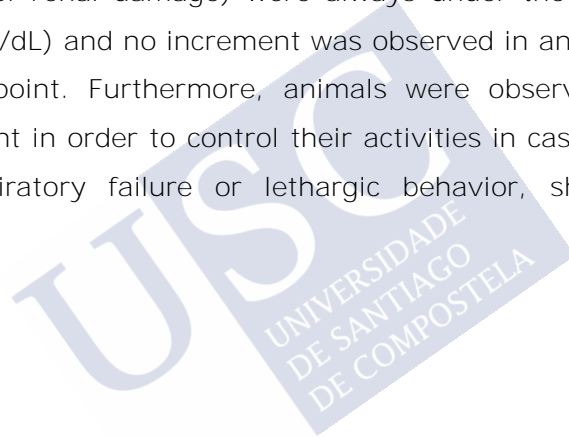 renal damage) were always under the
/dL) and no increment was observed in an
point. Furthermore, animals were observ
nt in order to control their activities in cas
iratory failure or lethargic behavior, sh
USC
UNIVERSIDADE
DE SANTIAGO
DE COMPOSTELA